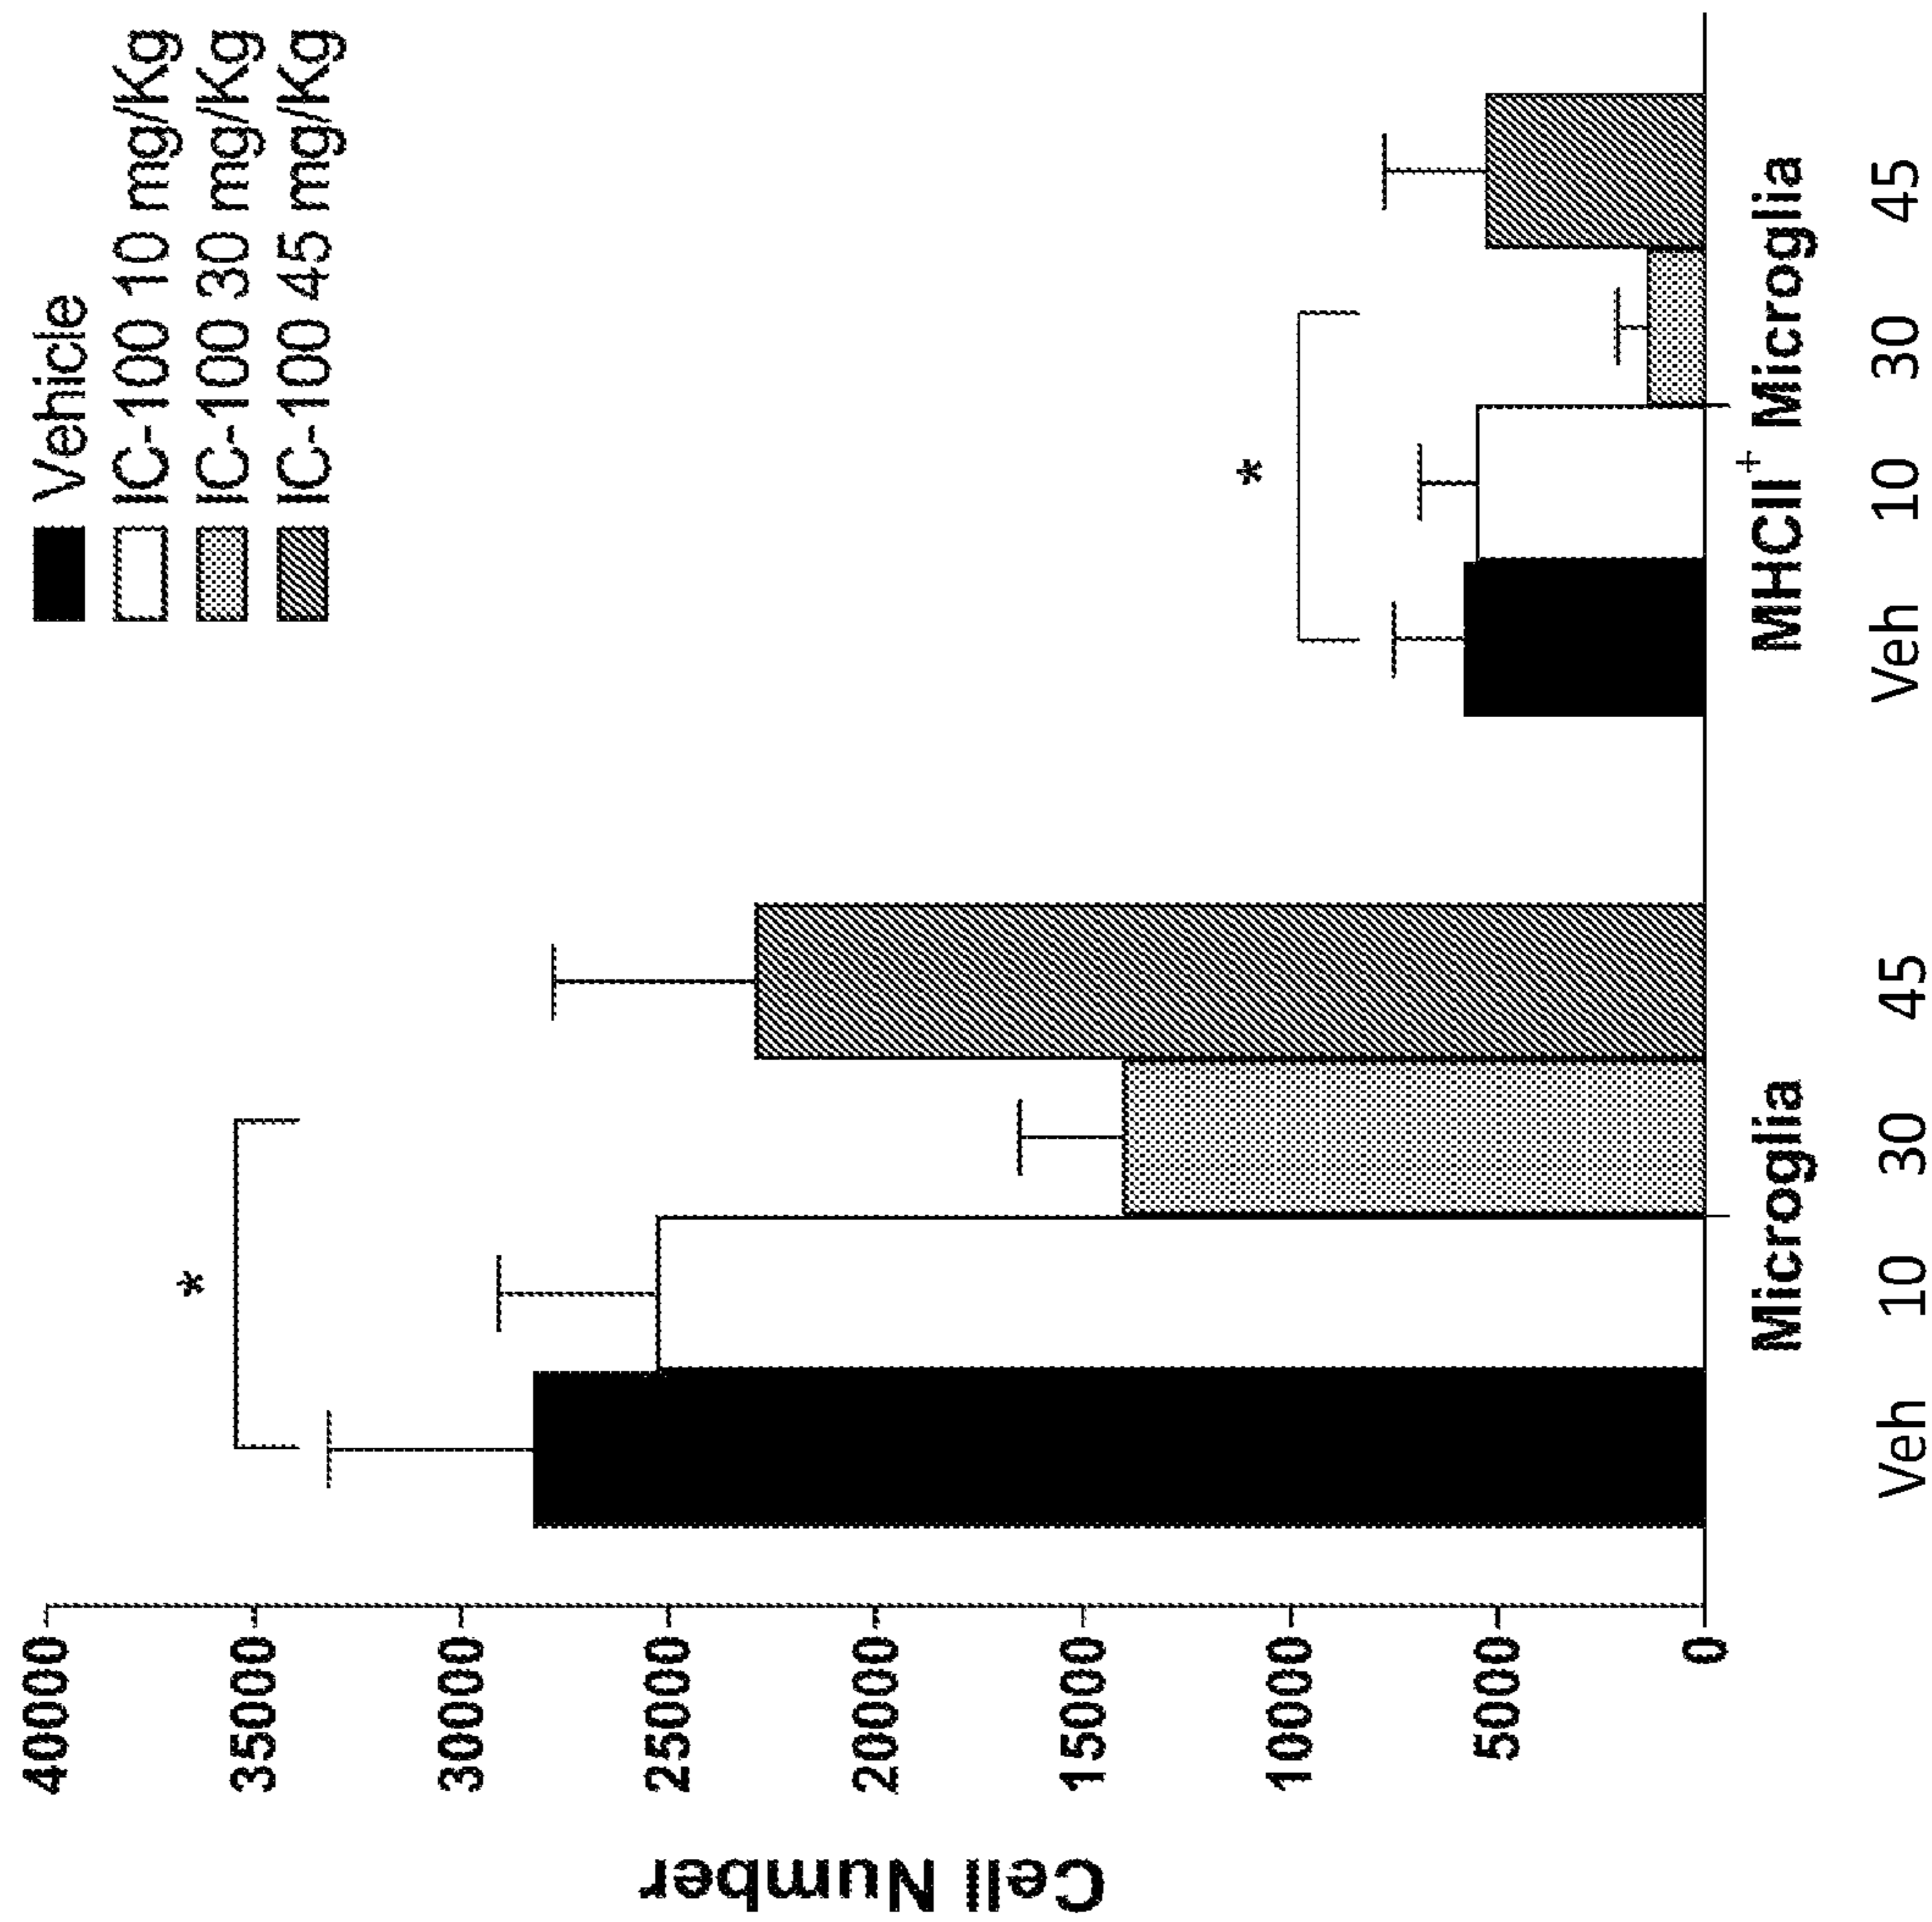 Vehicle
IC-100 10 mg/Kg
IC-100 30 mg/Kg
IC-100 45 mg/Kg
Cell Number
40000
35000
30000
25000
20000
15000
10000
5000
0
*
*
Microglia
MHCII⁺ Microglia
Veh 10 30 45
Veh 10 30 45